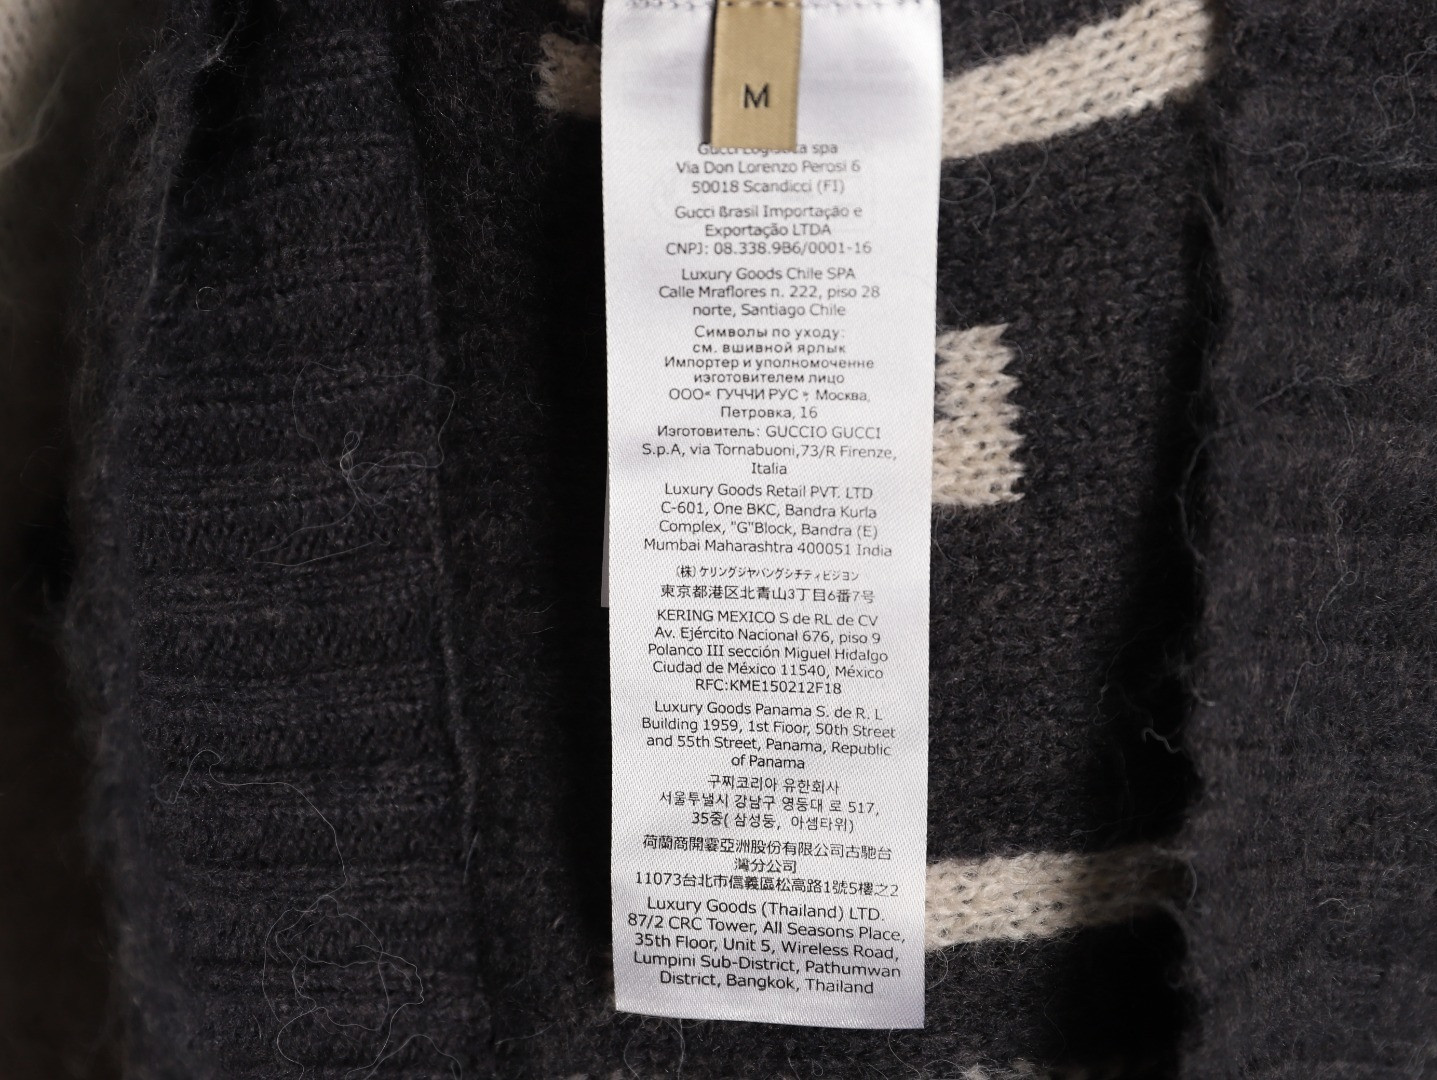 M
Gucci Logistica spa
Via Don Lorenzo Perosi 6
50018 Scandicci (FI)
Gucci ßrasil Importação e
Exportação LTDA
CNPJ: 08.338.9B6/0001-16
Luxury Goods Chile SPA
Calle Mraflores n. 222, piso 28
norte, Santiago Chile
Символы по уходу:
см. вшивной ярлык
Импортер и уполномоченне
изготовителем лицо
ООО« ГУЧЧИ РУС », Москва,
Петровка, 16
Изготовитель: GUCCIO GUCCI
S.p.A, via Tornabuoni,73/R Firenze,
Italia
Luxury Goods Retail PVT. LTD
C-601, One BKC, Bandra Kurla
Complex, "G"Block, Bandra (E)
Mumbai Maharashtra 400051 India
(株) ケリングジヤバングシチティビジョン
東京都港区北青山3丁目6番7号
KERING MEXICO S de RL de CV
Av. Ejército Nacional 676, piso 9
Polanco III sección Miguel Hidalgo
Ciudad de México 11540, México
RFC:KME150212F18
Luxury Goods Panama S. de R. L
Building 1959, 1st Floor, 50th Street
and 55th Street, Panama, Republic
of Panama
구찌코리아 유한회사
서울투낼시 강남구 영둥대 로 517,
35중( 삼성둥, 아셈타위)
荷蘭商開雲亞洲股份有限公司古馳台
灣分公司
11073台北市信義區松高路1號5樓之2
Luxury Goods (Thailand) LTD.
87/2 CRC Tower, All Seasons Place,
35th Floor, Unit 5, Wireless Road,
Lumpini Sub-District, Pathumwan
District, Bangkok, Thailand